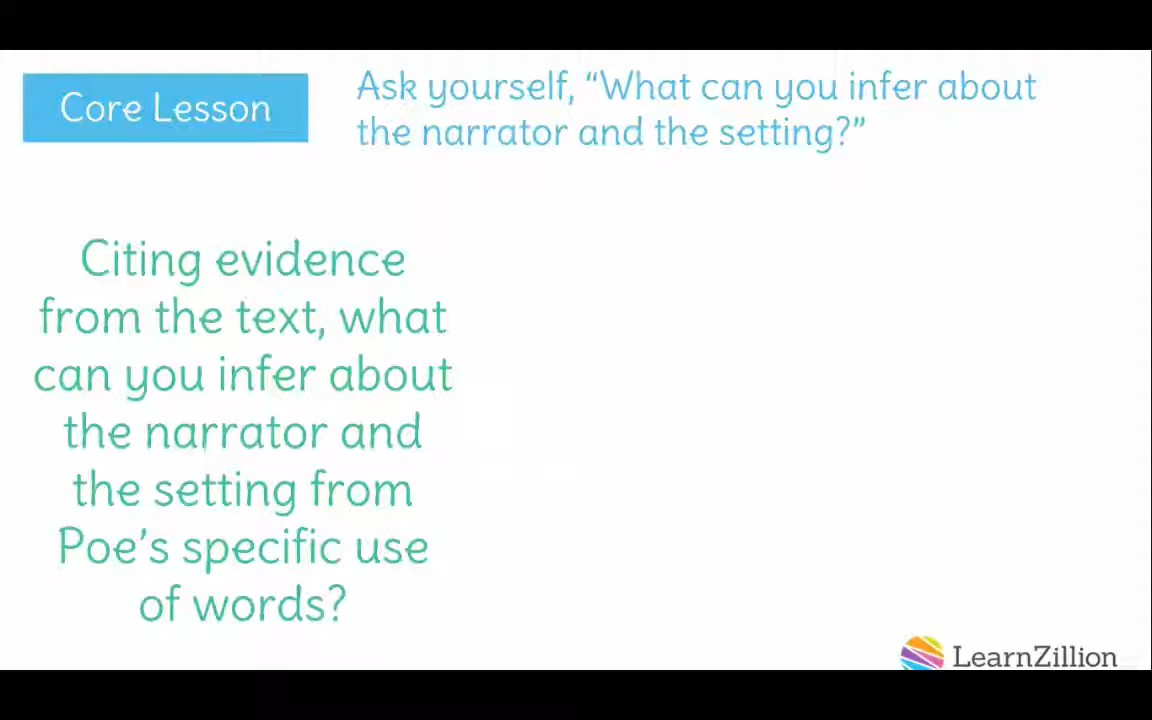 Core Lesson
Ask yourself, “What can you infer about
the narrator and the setting?”
Citing evidence
from the text, what
can you infer about
the narrator and
the setting from
Poe’s specific use
of words?
LearnZillion